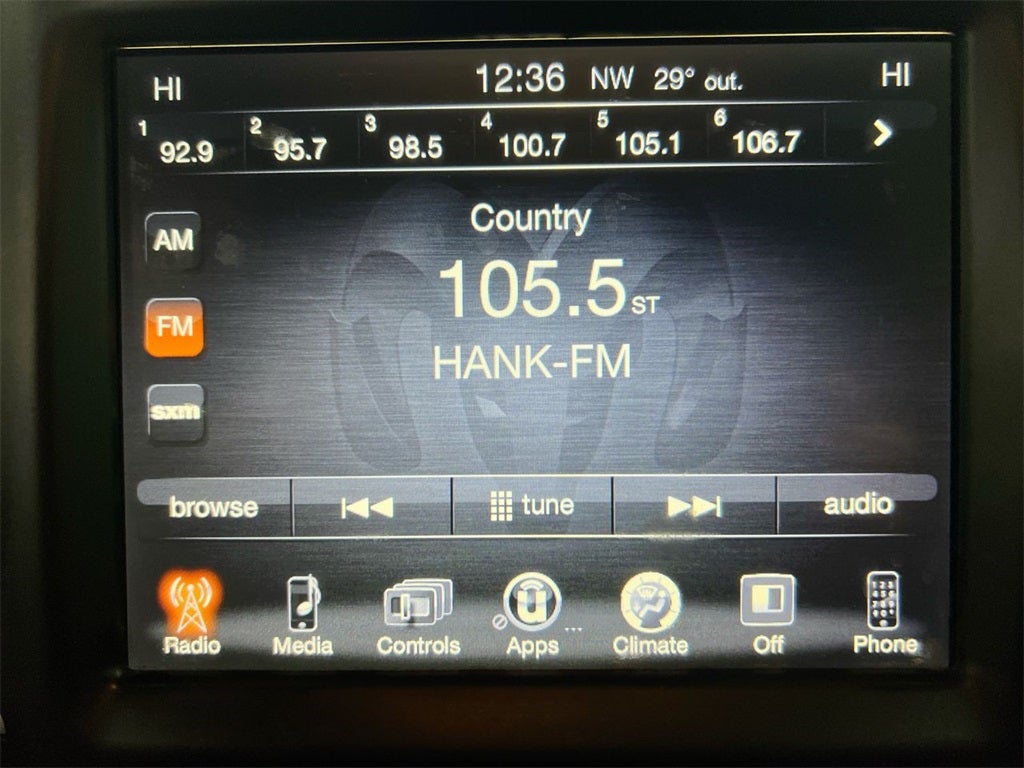 HI 12:36 NW 29° out. HI
1 92.9 2 95.7 3 98.5 4 100.7 5 105.1 6 106.7
Country
AM
105.5 ST
FM
HANK-FM
sxm
browse tune audio
Radio Media Controls Apps ... Climate Off Phone